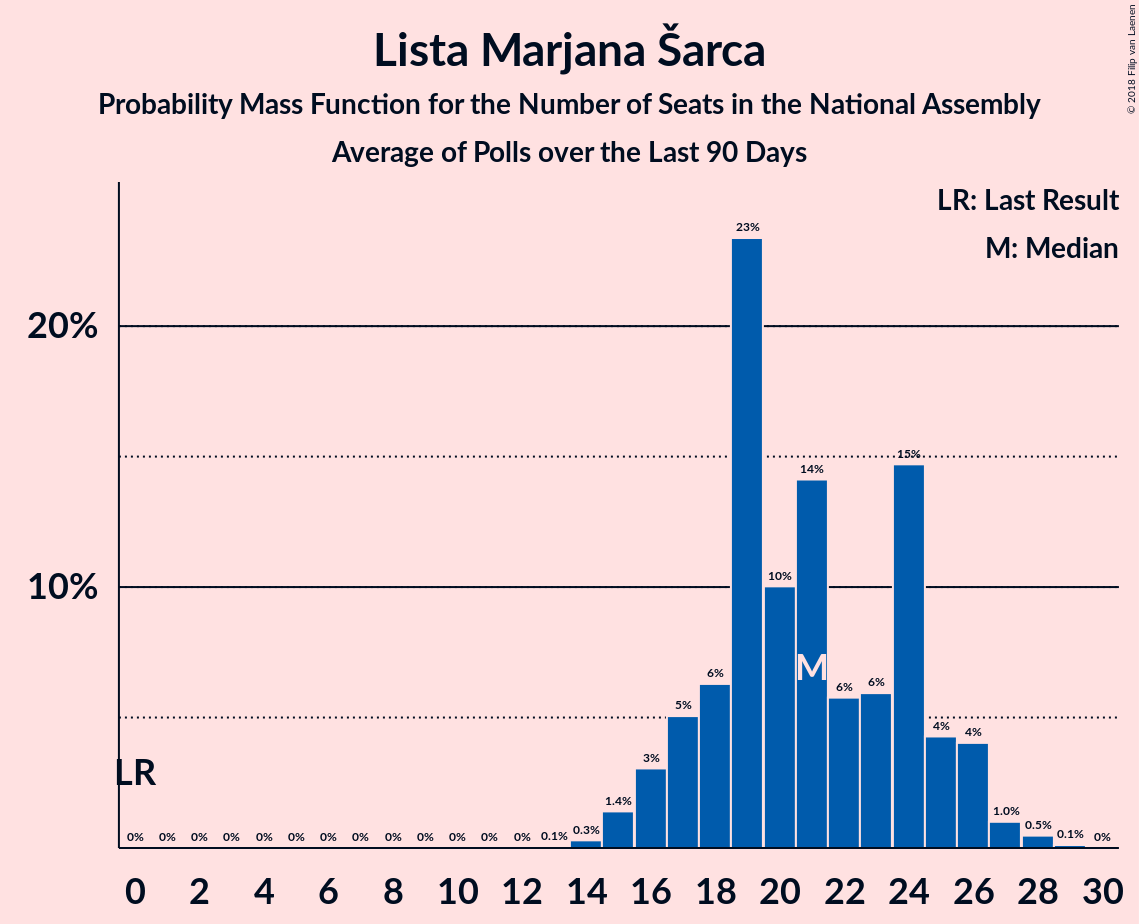 Lista Marjana Šarca
Probability Mass Function for the Number of Seats in the National Assembly
Average of Polls over the Last 90 Days
© 2018 Filip van Laenen
LR: Last Result
M: Median
20%
10%
LR
M
0% 0% 0% 0% 0% 0% 0% 0% 0% 0% 0% 0% 0% 0.1% 0.3% 1.4% 3% 5% 6% 23% 10% 14% 6% 6% 15% 4% 4% 1.0% 0.5% 0.1% 0%
0 2 4 6 8 10 12 14 16 18 20 22 24 26 28 30